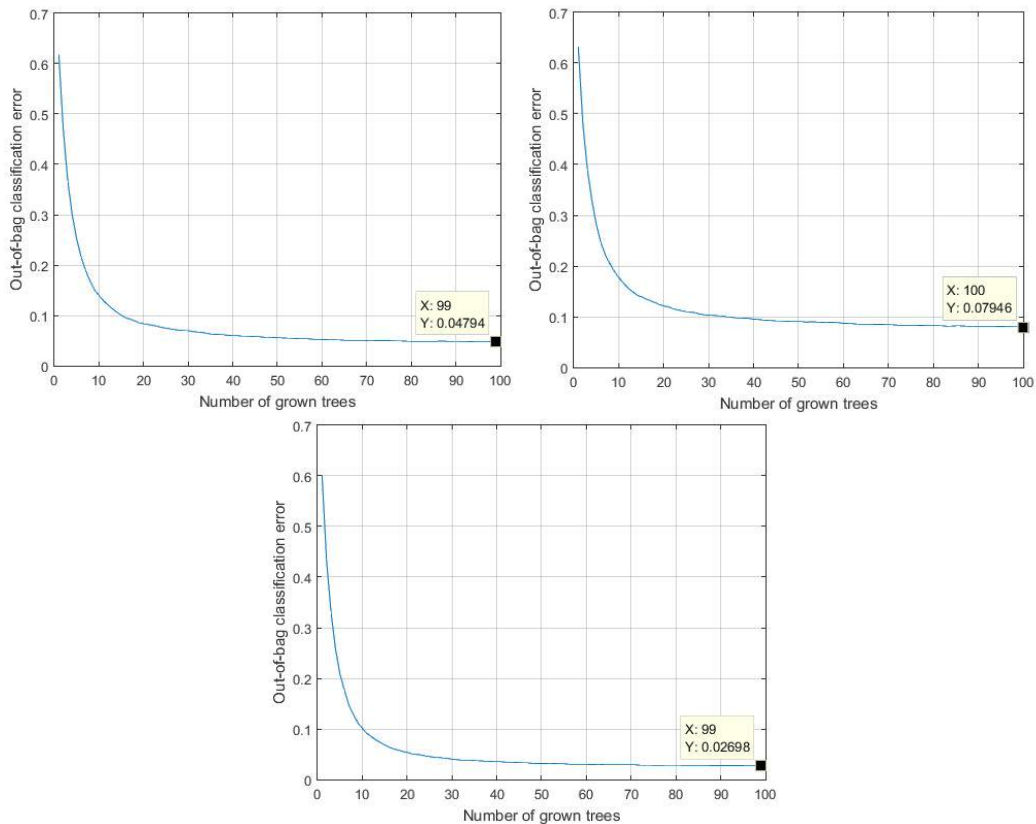 0.7
0.6
0.5
0.4
0.3
0.2
0.1
0
Out-of-bag classification error
X: 99
Y: 0.04794
0 10 20 30 40 50 60 70 80 90 100
Number of grown trees
0.7
0.6
0.5
0.4
0.3
0.2
0.1
0
Out-of-bag classification error
X: 100
Y: 0.07946
0 10 20 30 40 50 60 70 80 90 100
Number of grown trees
0.7
0.6
0.5
0.4
0.3
0.2
0.1
0
Out-of-bag classification error
X: 99
Y: 0.02698
0 10 20 30 40 50 60 70 80 90 100
Number of grown trees